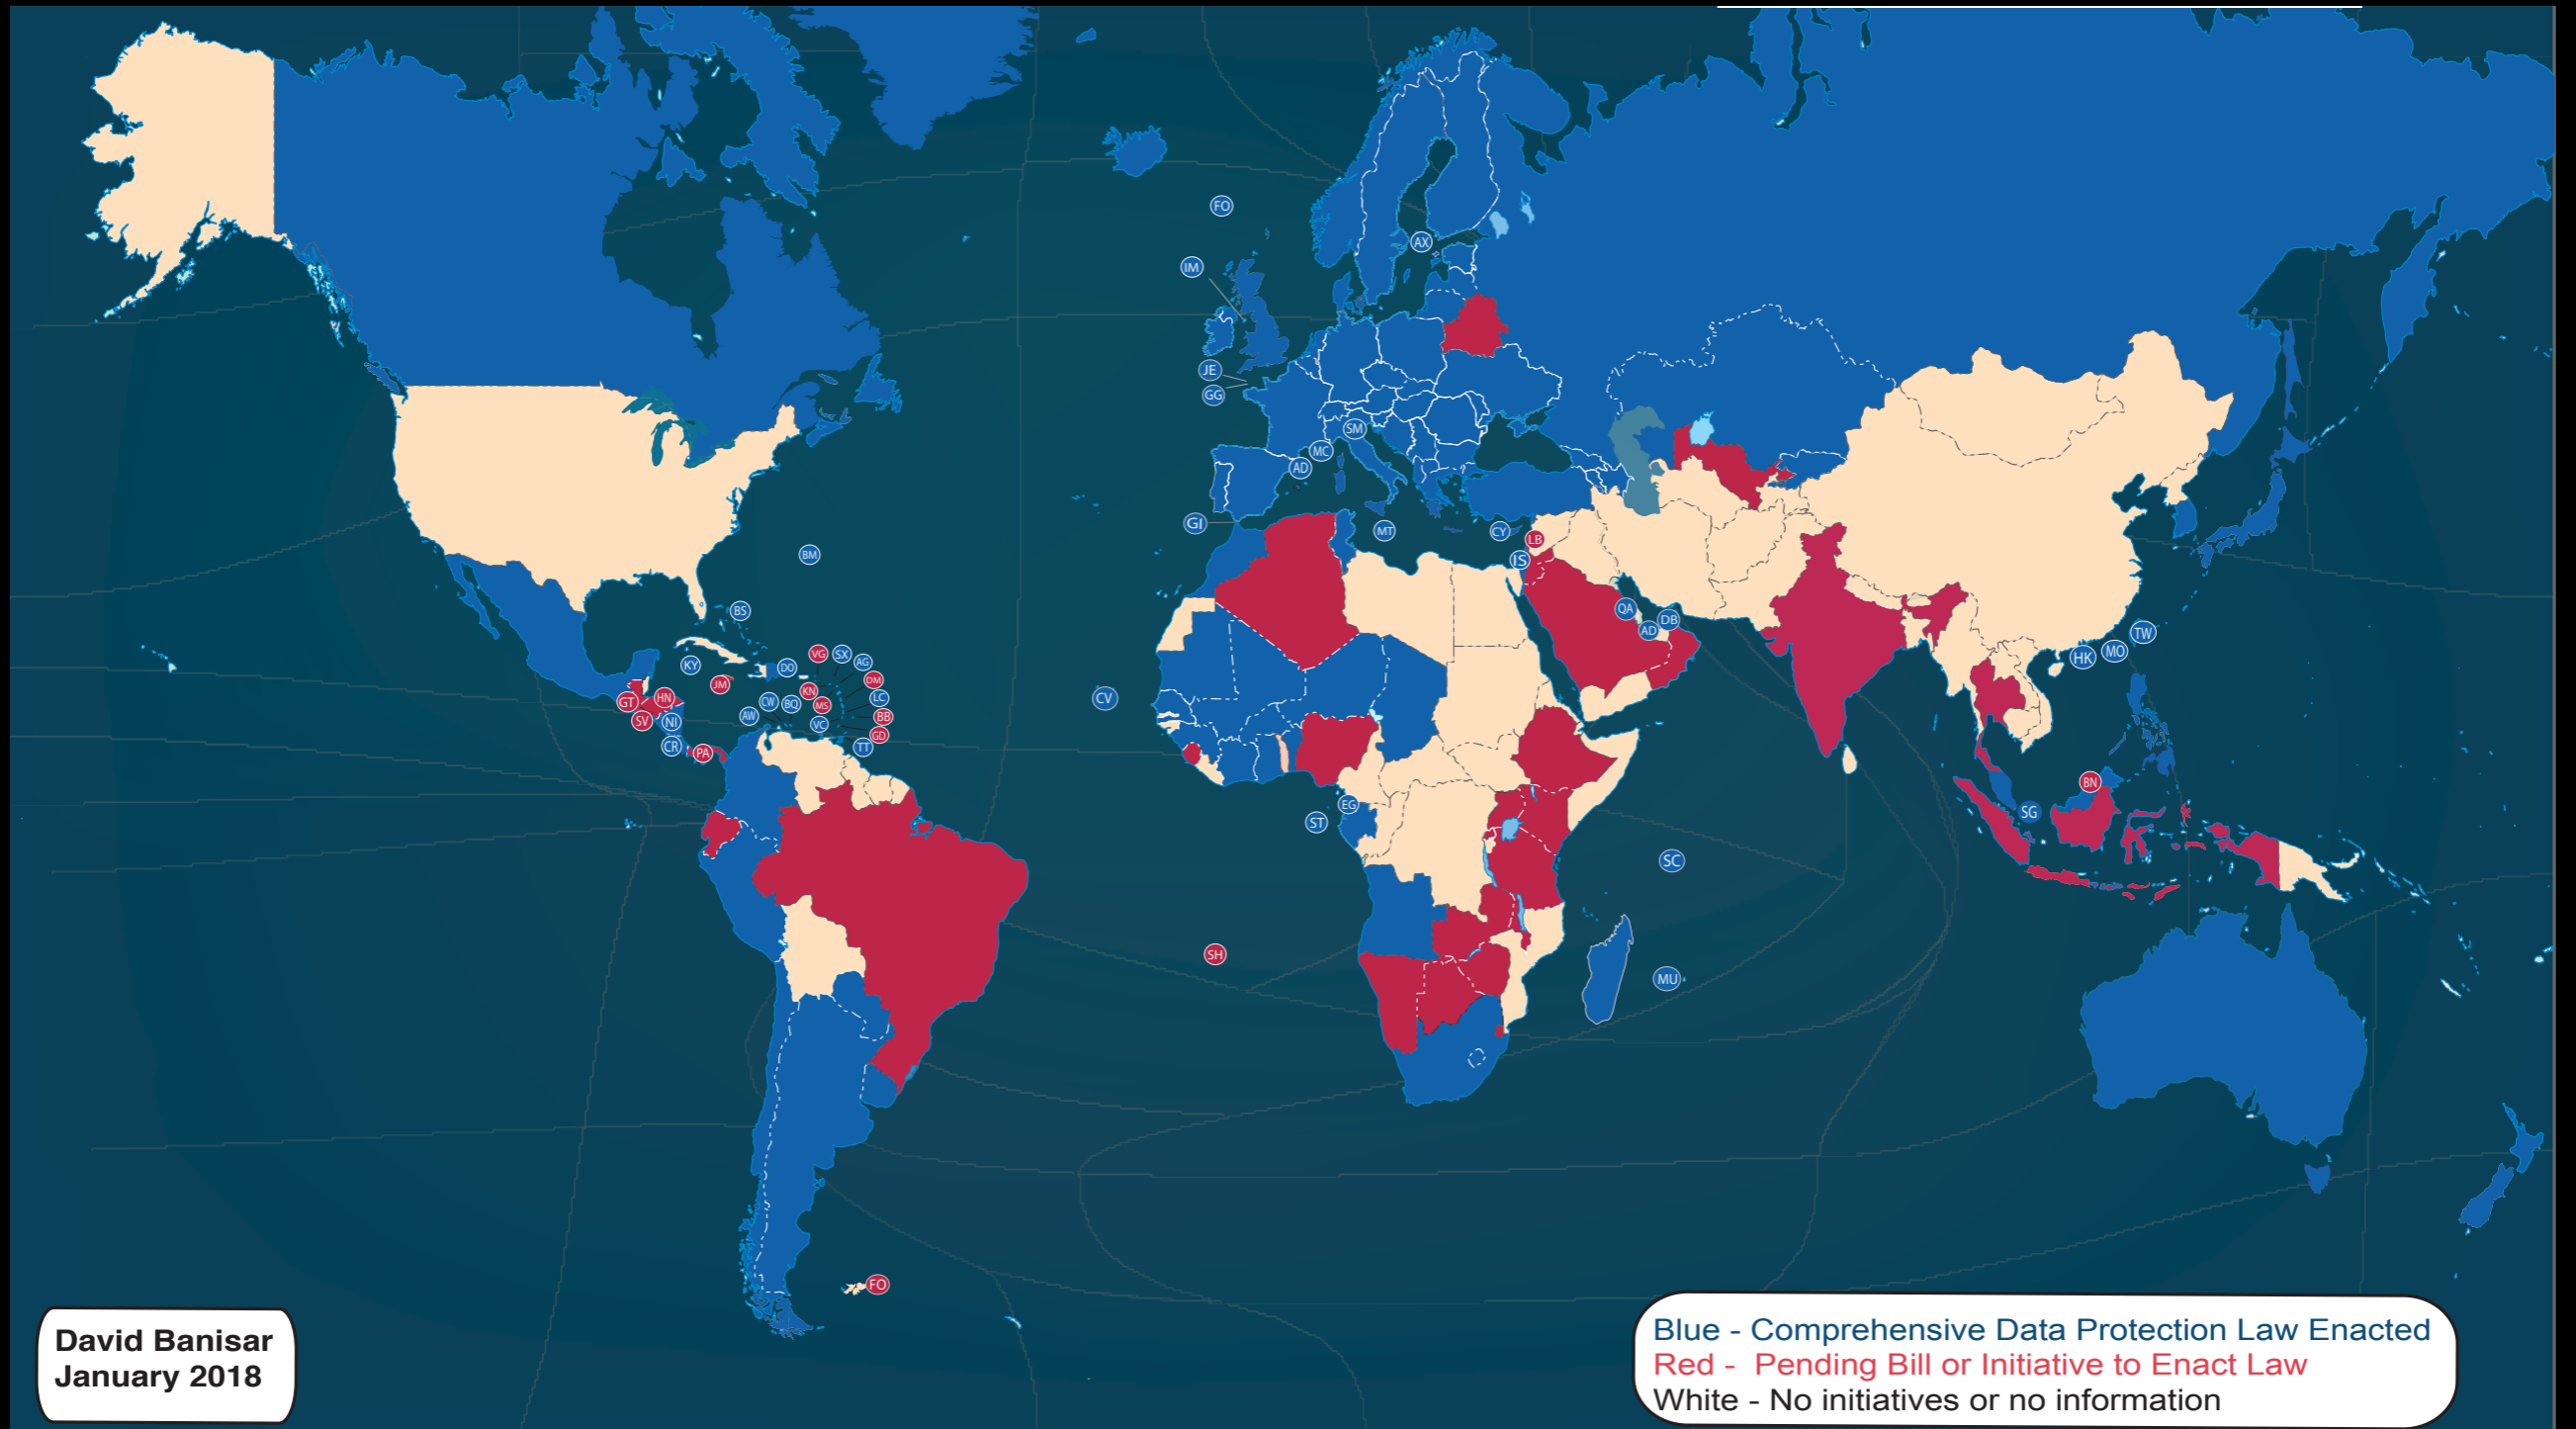 FO
AX
IM
JE
GG
SM
MC
AD
GI
MT
CY
LB
IS
BM
BS
QA
DB
AD
TW
MO
HK
KY
DO
VG
SX
AG
JM
DM
KN
LC
GT
HN
CW
BQ
MS
SV
NI
AW
VC
BB
GD
CR
PA
TT
CV
BN
EG
ST
SG
SC
SH
MU
FO
David Banisar
January 2018
Blue - Comprehensive Data Protection Law Enacted
Red - Pending Bill or Initiative to Enact Law
White - No initiatives or no information